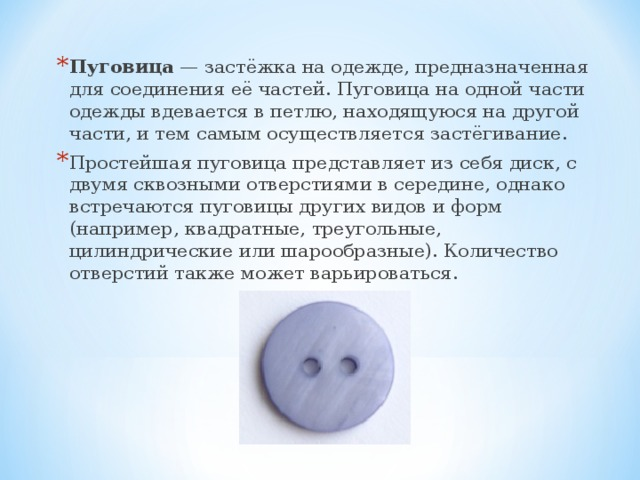 * Пуговица — застёжка на одежде, предназначенная
для соединения её частей. Пуговица на одной части
одежды вдевается в петлю, находящуюся на другой
части, и тем самым осуществляется застёгивание.
* Простейшая пуговица представляет из себя диск, с
двумя сквозными отверстиями в середине, однако
встречаются пуговицы других видов и форм
(например, квадратные, треугольные,
цилиндрические или шарообразные). Количество
отверстий также может варьироваться.